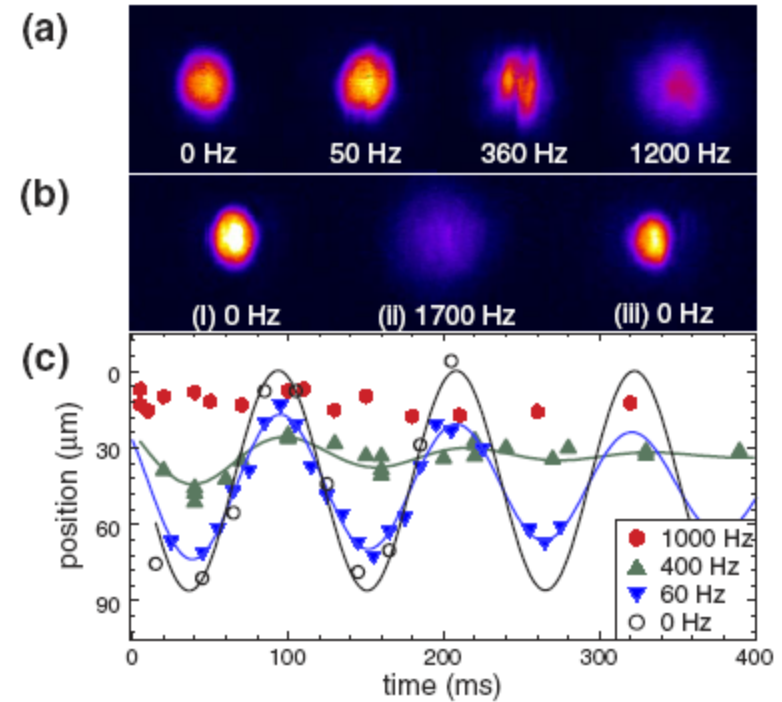 (a)
0 Hz 50 Hz 360 Hz 1200 Hz
(b)
(i) 0 Hz (ii) 1700 Hz (iii) 0 Hz
(c)
0
30
60
90
position (μm)
1000 Hz
400 Hz
60 Hz
0 Hz
0 100 200 300 400
time (ms)